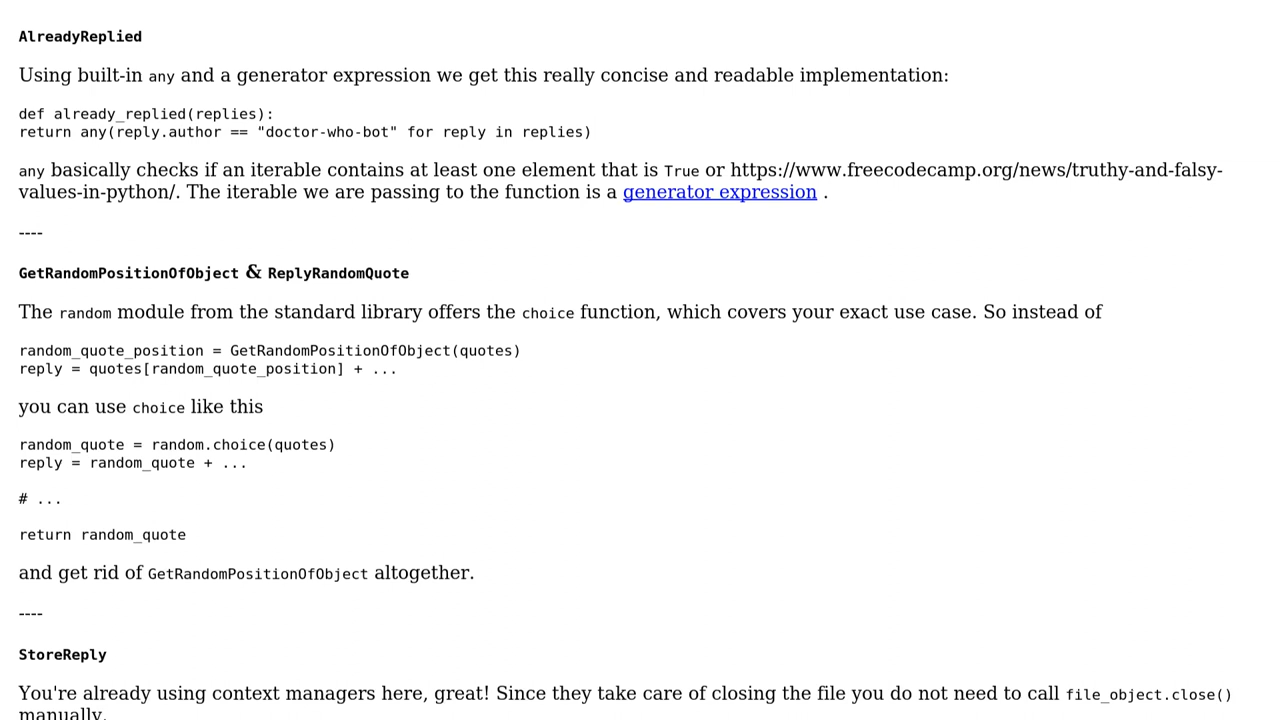 AlreadyReplied
Using built-in any and a generator expression we get this really concise and readable implementation:
def already_replied(replies):
return any(reply.author == "doctor-who-bot" for reply in replies)
any basically checks if an iterable contains at least one element that is True or https://www.freecodecamp.org/news/truthy-and-falsy-
values-in-python/. The iterable we are passing to the function is a generator expression .
----
GetRandomPositionOfObject & ReplyRandomQuote
The random module from the standard library offers the choice function, which covers your exact use case. So instead of
random_quote_position = GetRandomPositionOfObject(quotes)
reply = quotes[random_quote_position] + ...
you can use choice like this
random_quote = random.choice(quotes)
reply = random_quote + ...
# ...
return random_quote
and get rid of GetRandomPositionOfObject altogether.
----
StoreReply
You're already using context managers here, great! Since they take care of closing the file you do not need to call file_object.close()
manually.